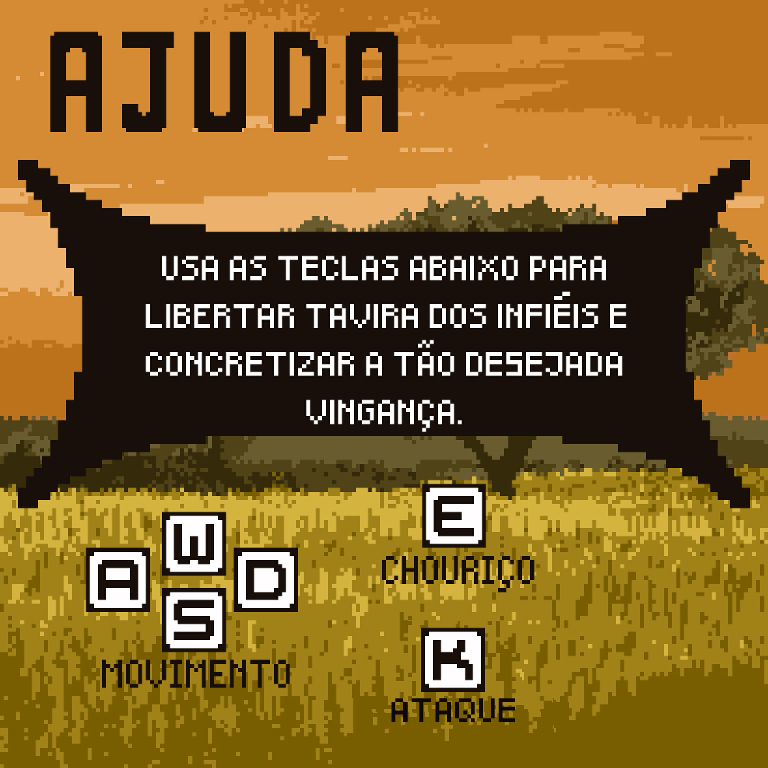 AJUDA
USA AS TECLAS ABAIXO PARA
LIBERTAR TAVIRA DOS INFIÉIS E
CONCRETIZAR A TÃO DESEJADA
VINGANÇA.
W
A
D
S
MOVIMENTO
E
CHOURIÇO
K
ATAQUE